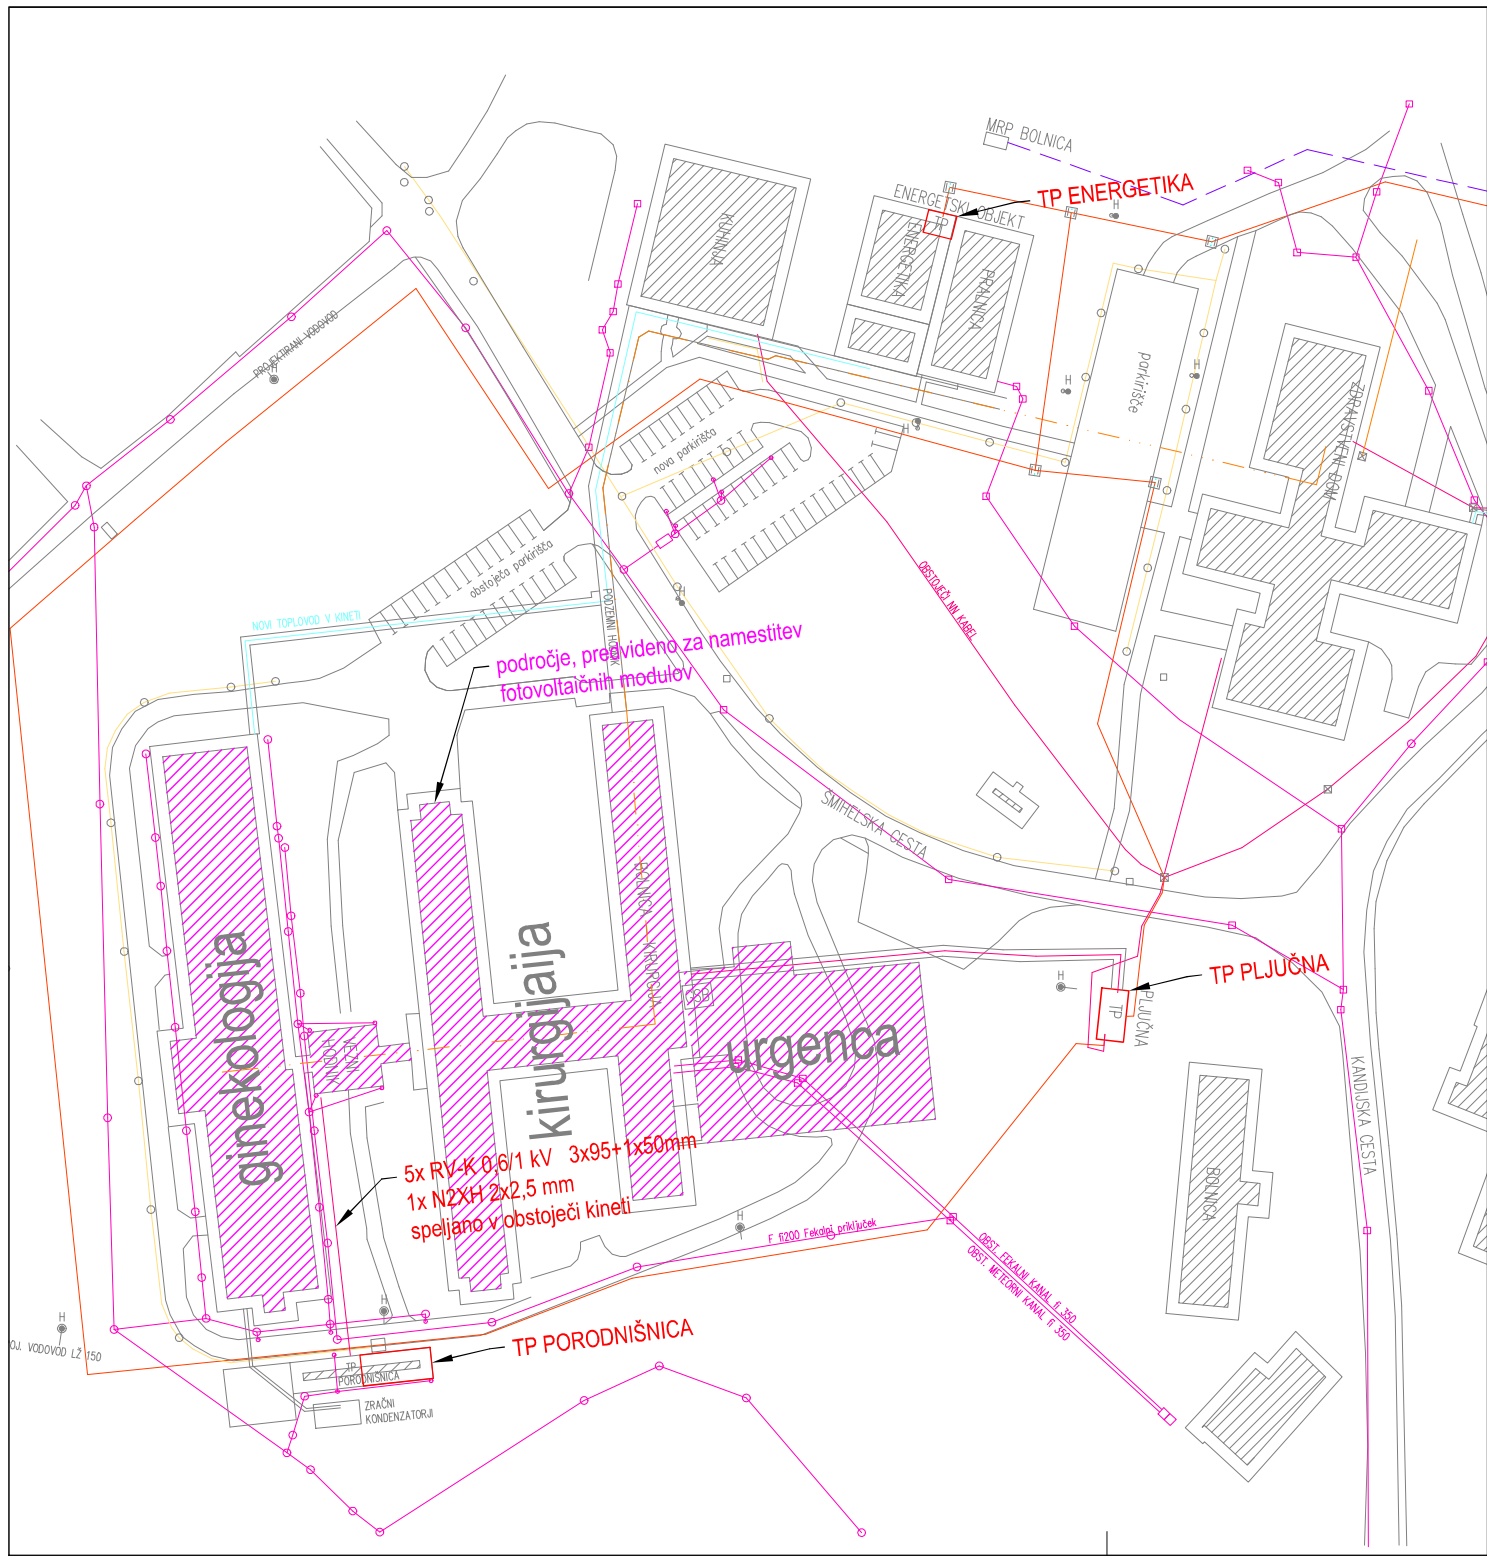 MRP BOLNICA
TP ENERGETIKA
ENERGETSKI OBJEKT
TP
KUHINJA
ENERGETIKA
PRALNICA
H
PROJEKTIRANI VODOVOD
H
H
H
H
parkirišče
ZDRAVSTVENI DOM
nova parkirišča
obstoječa parkirišča
OBSTOJEČI NN KABEL
H
NOVI TOPLOVOD V KINETI
PODZEMNI HODNIK
področje, predvideno za namestitev
fotovoltaičnih modulov
ŠMIHELSKA CESTA
BOLNICA - KIRURGIJA
ginekologija
kirurgijaija
urgenca
GSB
H
TP PLJUČNA
TP
PLJUČNA
VEZNI
HODNIK
KANDIJSKA CESTA
BOLNICA
5x RV-K 0,6/1 kV 3x95+1x50mm
1x N2XH 2x2,5 mm
speljano v obstoječi kineti
H
F fi200 Fekalni priključek
OBST. FEKALNI KANAL fi 350
OBST. METEORNI KANAL fi 350
H
H
OJ. VODOVOD LŽ 150
TP PORODNIŠNICA
TP
PORODNIŠNICA
ZRAČNI
KONDENZATORJI